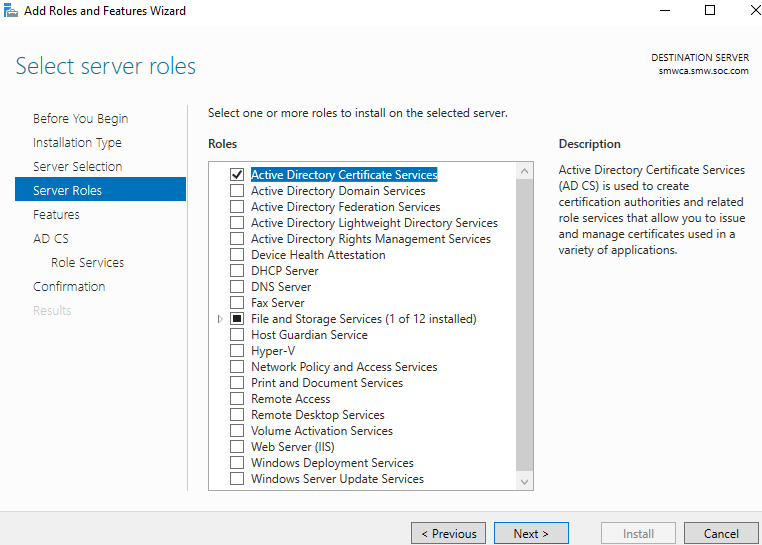 Add Roles and Features Wizard
Select server roles
DESTINATION SERVER
smwca.smw.soc.com
Before You Begin
Installation Type
Server Selection
Server Roles
Features
AD CS
Role Services
Confirmation
Results
Select one or more roles to install on the selected server.
Roles
Active Directory Certificate Services
Active Directory Domain Services
Active Directory Federation Services
Active Directory Lightweight Directory Services
Active Directory Rights Management Services
Device Health Attestation
DHCP Server
DNS Server
Fax Server
File and Storage Services (1 of 12 installed)
Host Guardian Service
Hyper-V
Network Policy and Access Services
Print and Document Services
Remote Access
Remote Desktop Services
Volume Activation Services
Web Server (IIS)
Windows Deployment Services
Windows Server Update Services
Description
Active Directory Certificate Services
(AD CS) is used to create
certification authorities and related
role services that allow you to issue
and manage certificates used in a
variety of applications.
< Previous
Next >
Install
Cancel